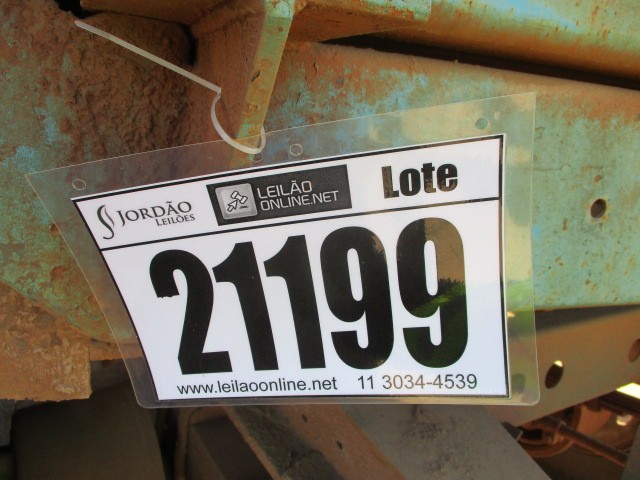 JORDÃO
LEILÕES
LEILÃO
ONLINE.NET
Lote
21199
www.leilaoonline.net 11 3034-4539